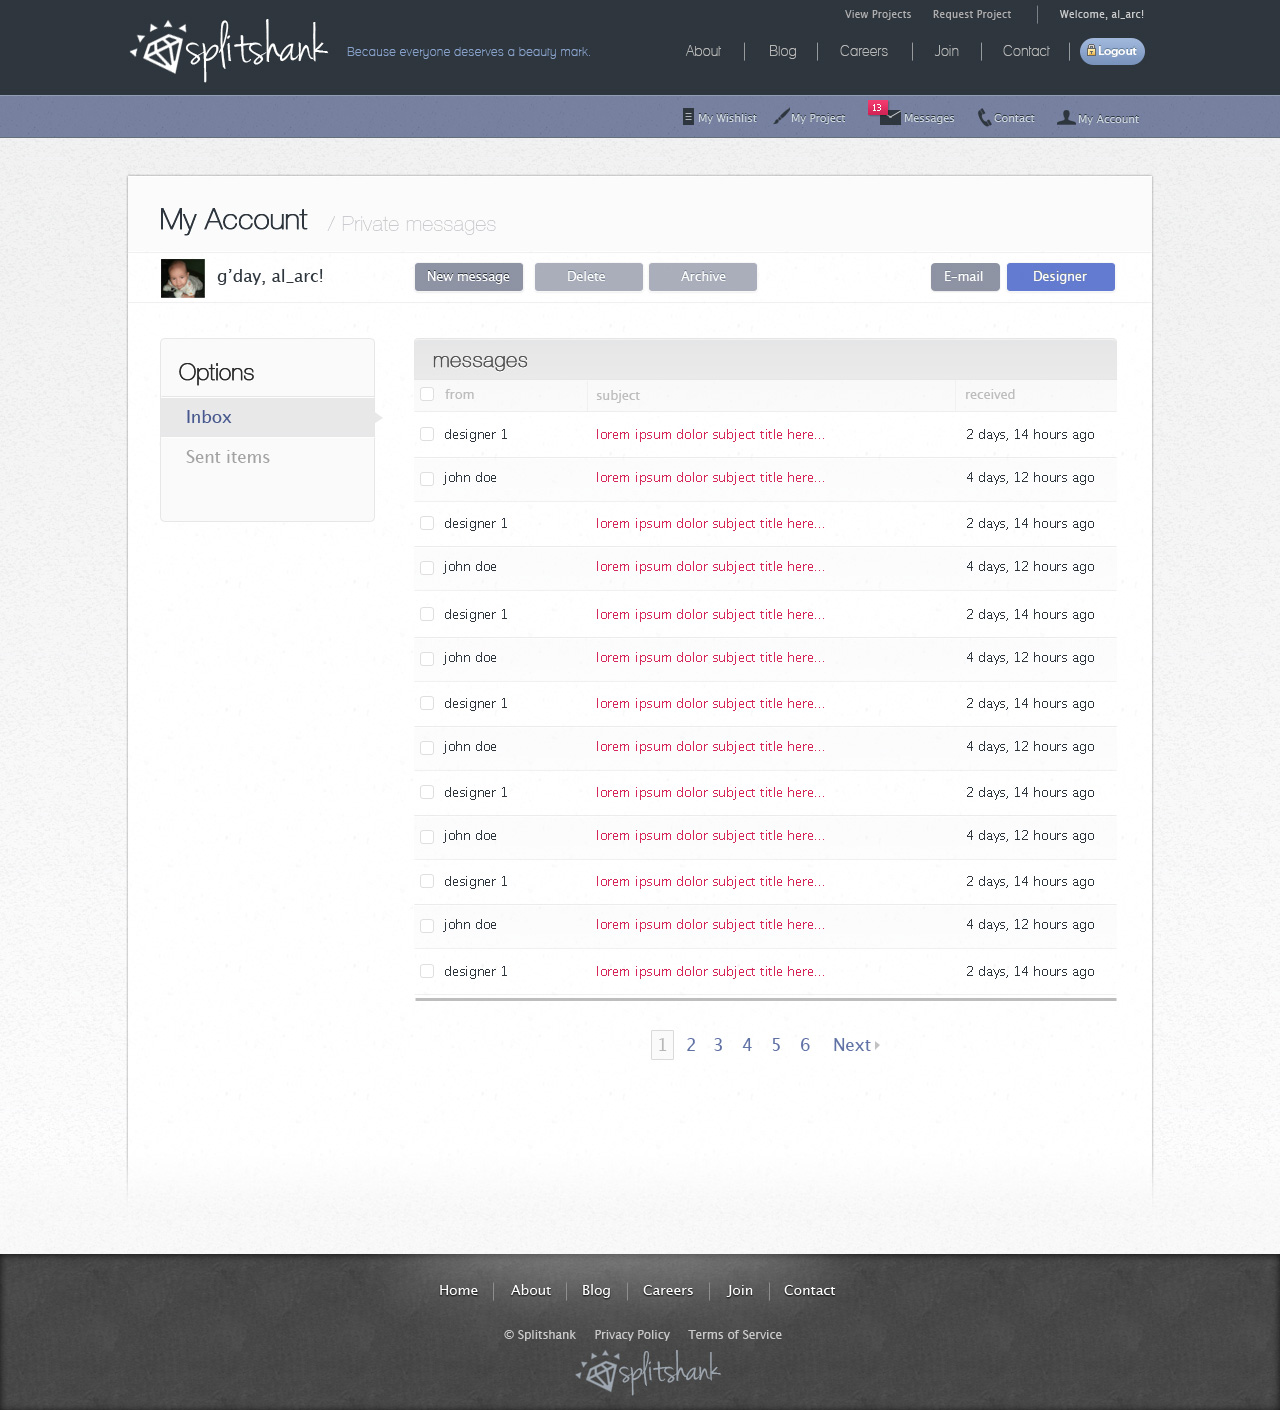 View Projects Request Project Welcome, al_arc!
splitshank Because everyone deserves a beauty mark. About Blog Careers Join Contact Logout
My Wishlist My Project 13 Messages Contact My Account
My Account / Private messages
g'day, al_arc! New message Delete Archive E-mail Designer
Options
Inbox
Sent items
messages
from subject received
designer 1 lorem ipsum dolor subject title here... 2 days, 14 hours ago
john doe lorem ipsum dolor subject title here... 4 days, 12 hours ago
designer 1 lorem ipsum dolor subject title here... 2 days, 14 hours ago
john doe lorem ipsum dolor subject title here... 4 days, 12 hours ago
designer 1 lorem ipsum dolor subject title here... 2 days, 14 hours ago
john doe lorem ipsum dolor subject title here... 4 days, 12 hours ago
designer 1 lorem ipsum dolor subject title here... 2 days, 14 hours ago
john doe lorem ipsum dolor subject title here... 4 days, 12 hours ago
designer 1 lorem ipsum dolor subject title here... 2 days, 14 hours ago
john doe lorem ipsum dolor subject title here... 4 days, 12 hours ago
designer 1 lorem ipsum dolor subject title here... 2 days, 14 hours ago
john doe lorem ipsum dolor subject title here... 4 days, 12 hours ago
designer 1 lorem ipsum dolor subject title here... 2 days, 14 hours ago
1 2 3 4 5 6 Next
Home About Blog Careers Join Contact
© Splitshank Privacy Policy Terms of Service
splitshank